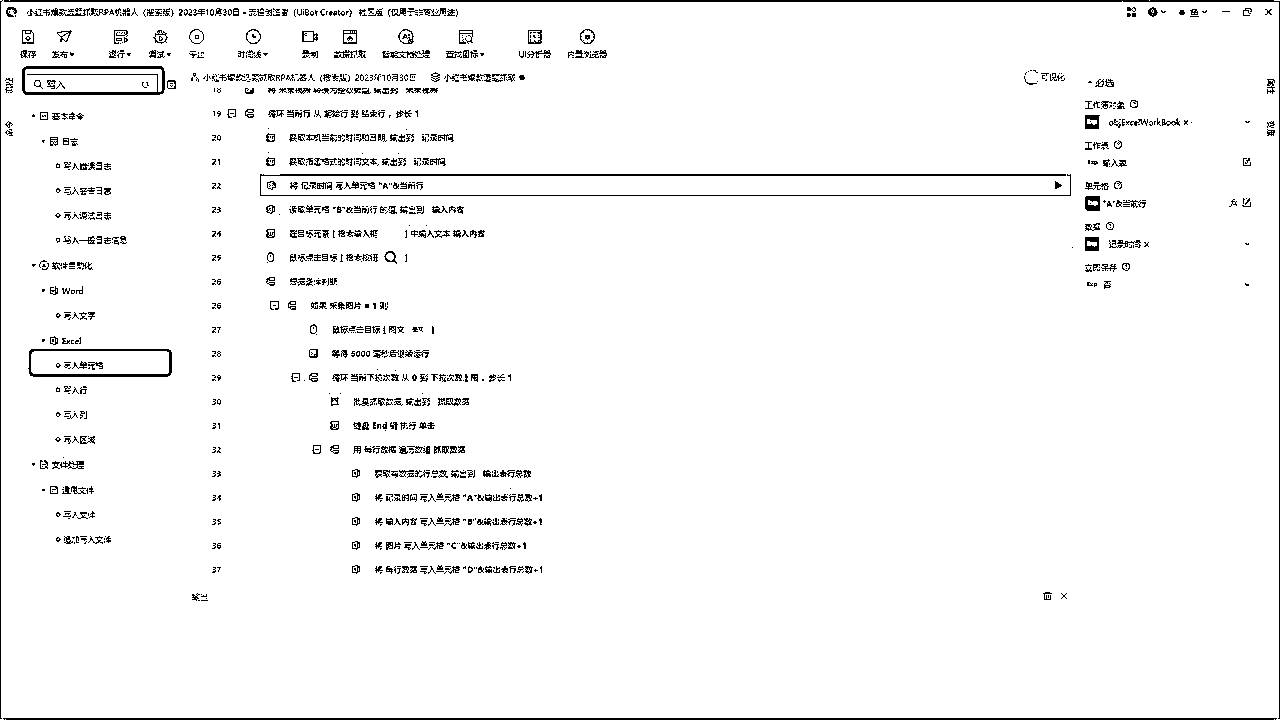 小红书爆款选题抓取RPA机器人（搜索版）2023年10月30日 - 流程创造者（UiBot Creator） 社区版（仅用于非商业用途）
保存 发布 运行 调试 停止 时间线 录制 数据抓取 智能文档处理 查找图标 UI分析器 内置浏览器
写入
小红书爆款选题抓取RPA机器人（搜索版）2023年10月30日 小红书爆款选题抓取 可视化
基本命令
日志
写入错误日志
写入警告日志
写入调试日志
输入一般日志信息
软件自动化
Word
写入文字
Excel
写入单元格
写入行
写入列
写入区域
文件处理
通用文件
写入文件
追加写入文件
18
19 循环 当前行 从 起始行 到 结束行 , 步长 1
20 获取本机当前的时间和日期, 输出到 记录时间
21 获取指定格式的时间文本, 输出到 记录时间
22 将 记录时间 写入单元格 "A"&当前行
23 读取单元格 "B"&当前行 的值, 输出到 输入内容
24 在目标元素 [ 搜索输入框 ] 中输入文本 输入内容
25 鼠标点击目标 [ 搜索按钮 ]
26 根据条件判断
26 如果 采集图片 = 1 则
27 鼠标点击目标 [ 图文 ]
28 等待 5000 毫秒后继续运行
29 循环 当前下拉次数 从 0 到 下拉次数上限 , 步长 1
30 批量抓取数据, 输出到 抓取数据
31 键盘 End 键 执行 单击
32 用 每行数据 遍历数组 抓取数据
33 获取有数据的行总数, 输出到 输出表行总数
34 将 记录时间 写入单元格 "A"&输出表行总数+1
35 将 输入内容 写入单元格 "B"&输出表行总数+1
36 将 图片 写入单元格 "C"&输出表行总数+1
37 将 每行数据 写入单元格 "D"&输出表行总数+1
输出
必选
工作簿对象
Exp objExcelWorkBook ×
工作表
Exp 输入表
单元格
Exp "A"&当前行
数据
Exp 记录时间 ×
立即保存
Exp 否